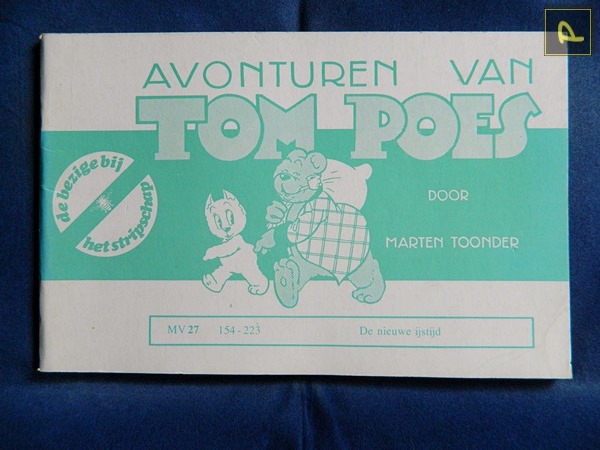 AVONTUREN VAN
TOM POES
de bezige bij
het stripschap
DOOR
MARTEN TOONDER
MV 27 154-223 De nieuwe ijstijd
P